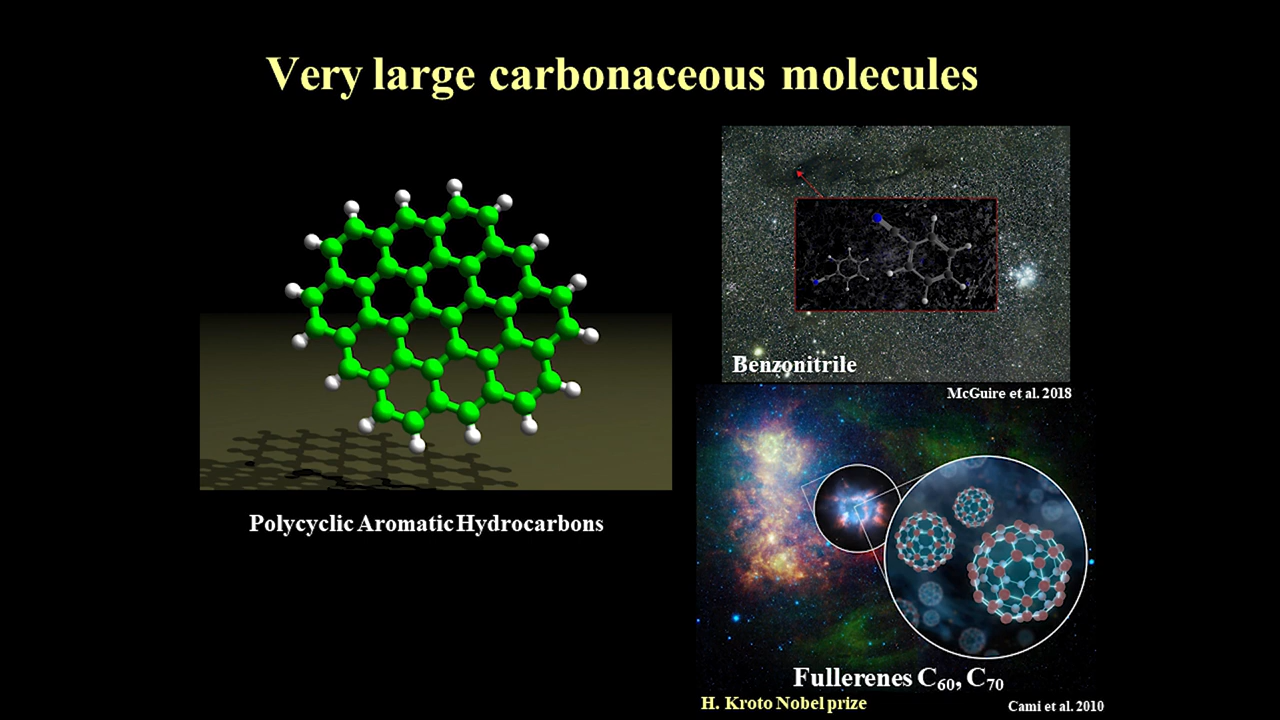 Very large carbonaceous molecules
Polycyclic Aromatic Hydrocarbons
Benzonitrile
McGuire et al. 2018
Fullerenes C₆₀, C₇₀
H. Kroto Nobel prize
Cami et al. 2010